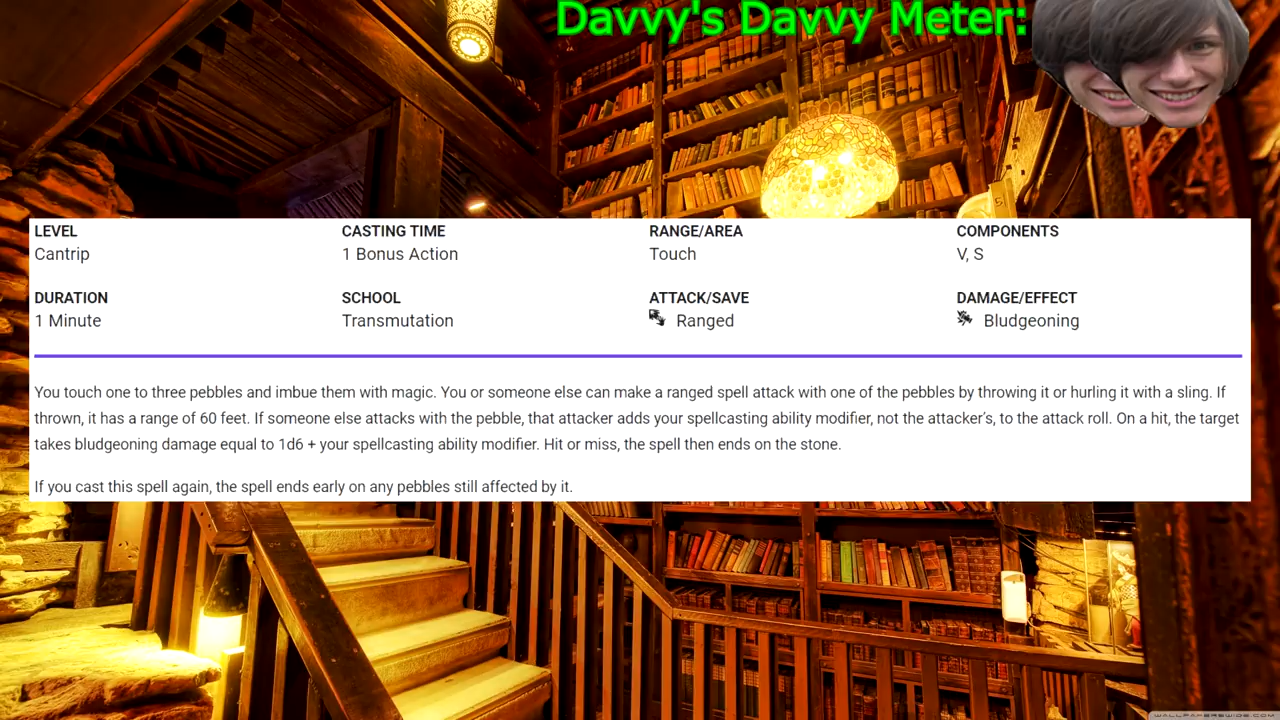 Davvy's Davvy Meter:
LEVEL CASTING TIME RANGE/AREA COMPONENTS
Cantrip 1 Bonus Action Touch V, S
DURATION SCHOOL ATTACK/SAVE DAMAGE/EFFECT
1 Minute Transmutation Ranged Bludgeoning
You touch one to three pebbles and imbue them with magic. You or someone else can make a ranged spell attack with one of the pebbles by throwing it or hurling it with a sling. If
thrown, it has a range of 60 feet. If someone else attacks with the pebble, that attacker adds your spellcasting ability modifier, not the attacker’s, to the attack roll. On a hit, the target
takes bludgeoning damage equal to 1d6 + your spellcasting ability modifier. Hit or miss, the spell then ends on the stone.
If you cast this spell again, the spell ends early on any pebbles still affected by it.
WALLPAPERSWIDE.COM